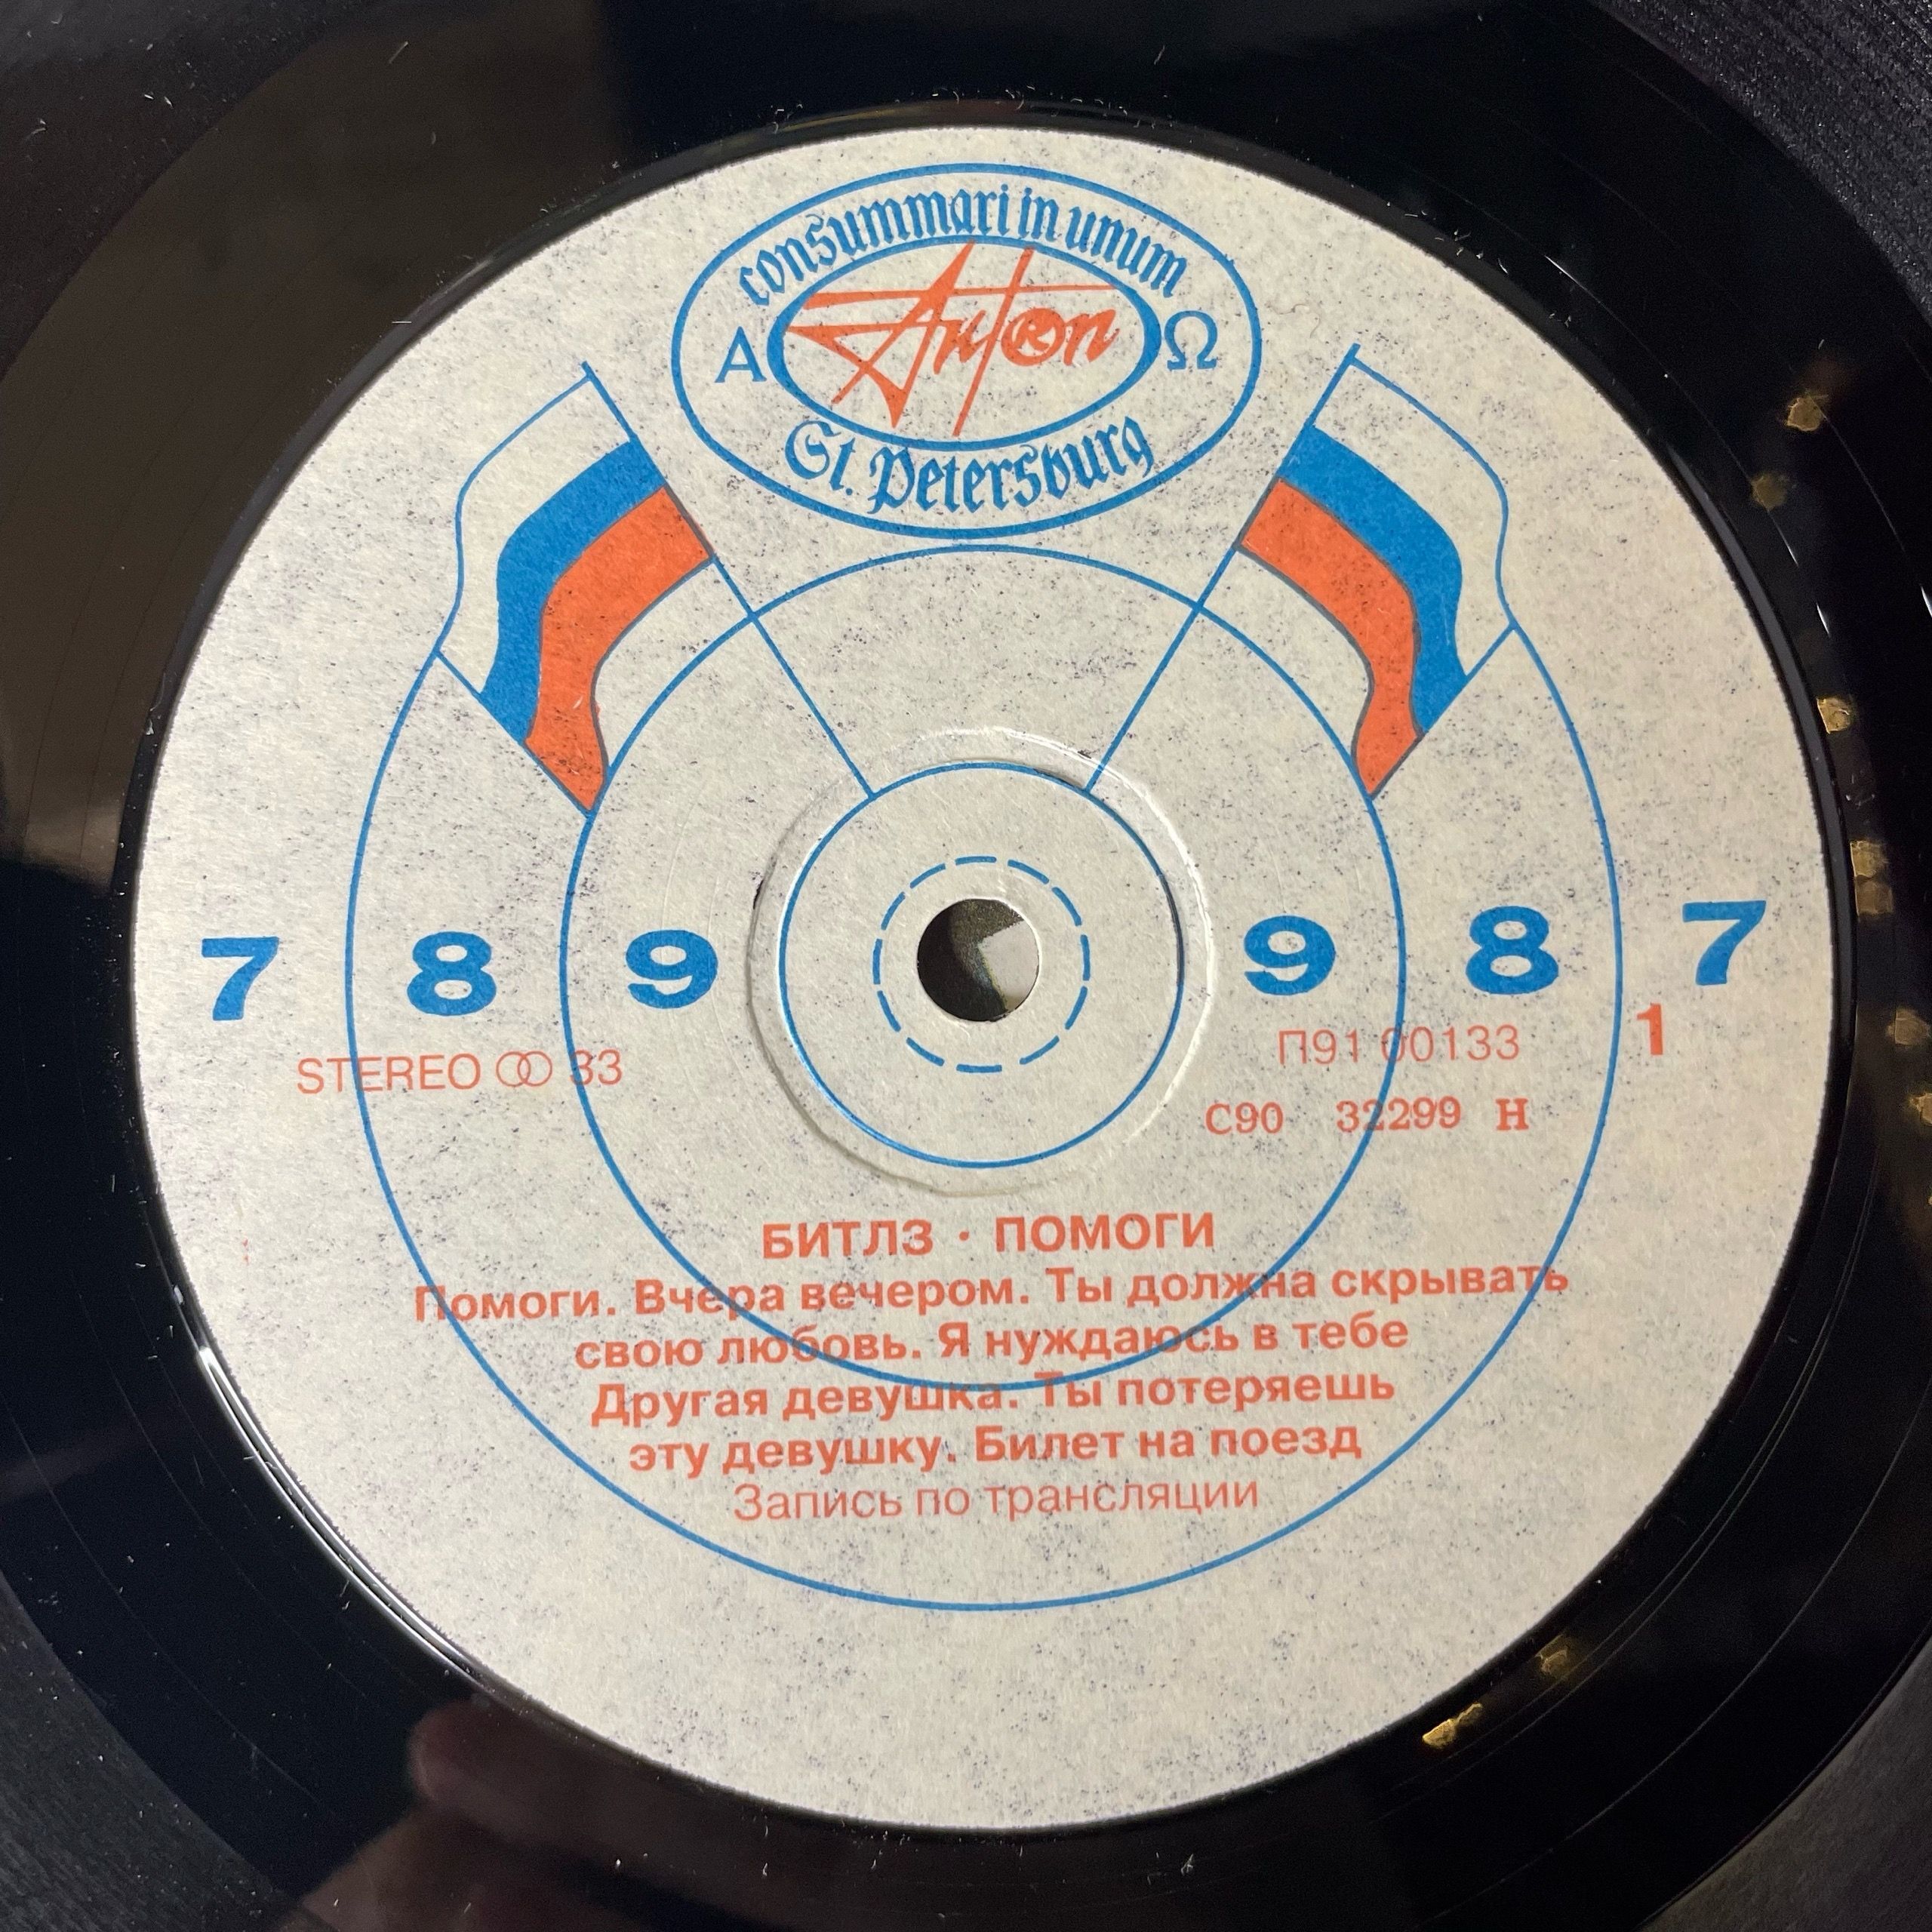 consummari in unum
Α AnTon ® Ω
St. Petersburg
7 8 9 9 8 7
STEREO 33 П91 00133 1
С90 32299 Н
БИТЛЗ · ПОМОГИ
Помоги. Вчера вечером. Ты должна скрывать
свою любовь. Я нуждаюсь в тебе
Другая девушка. Ты потеряешь
эту девушку. Билет на поезд
Запись по трансляции